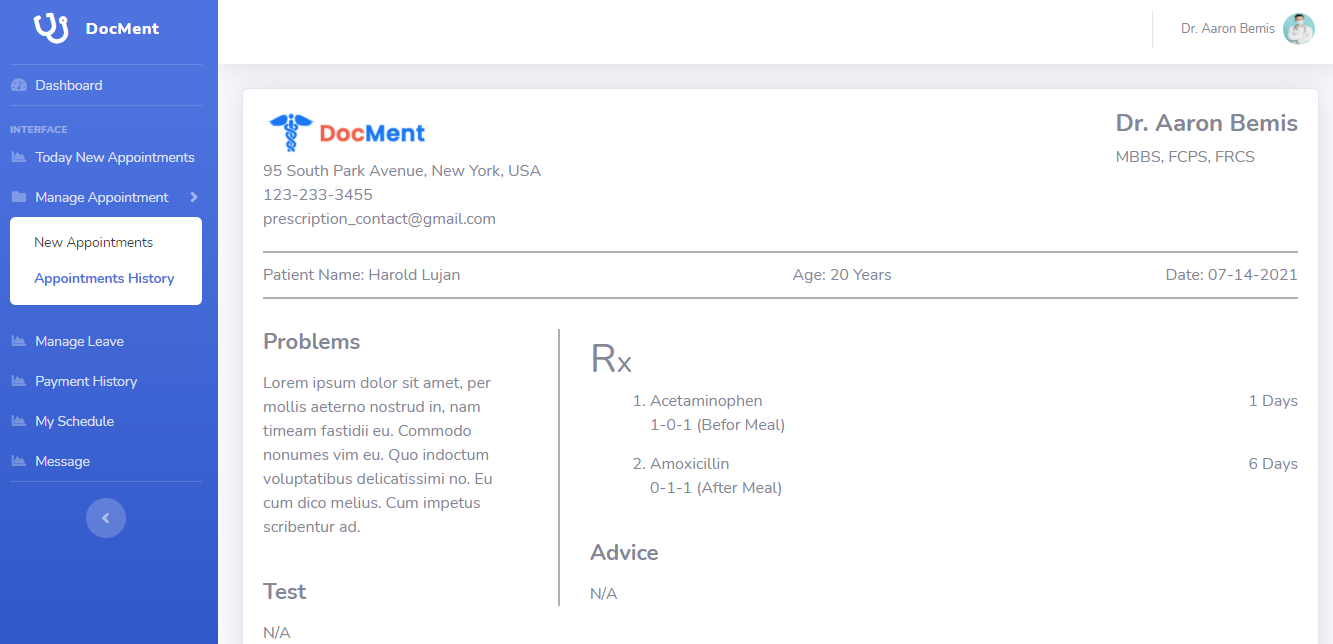 DocMent
Dashboard
INTERFACE
Today New Appointments
Manage Appointment
New Appointments
Appointments History
Manage Leave
Payment History
My Schedule
Message
Dr. Aaron Bemis
DocMent
95 South Park Avenue, New York, USA
123-233-3455
prescription_contact@gmail.com
Dr. Aaron Bemis
MBBS, FCPS, FRCS
Patient Name: Harold Lujan
Age: 20 Years
Date: 07-14-2021
Problems
Lorem ipsum dolor sit amet, per
mollis aeterno nostrud in, nam
timeam fastidii eu. Commodo
nonumes vim eu. Quo indoctum
voluptatibus delicatissimi no. Eu
cum dico melius. Cum impetus
scribentur ad.
Test
N/A
Rx
1. Acetaminophen 1 Days
1-0-1 (Befor Meal)
2. Amoxicillin 6 Days
0-1-1 (After Meal)
Advice
N/A